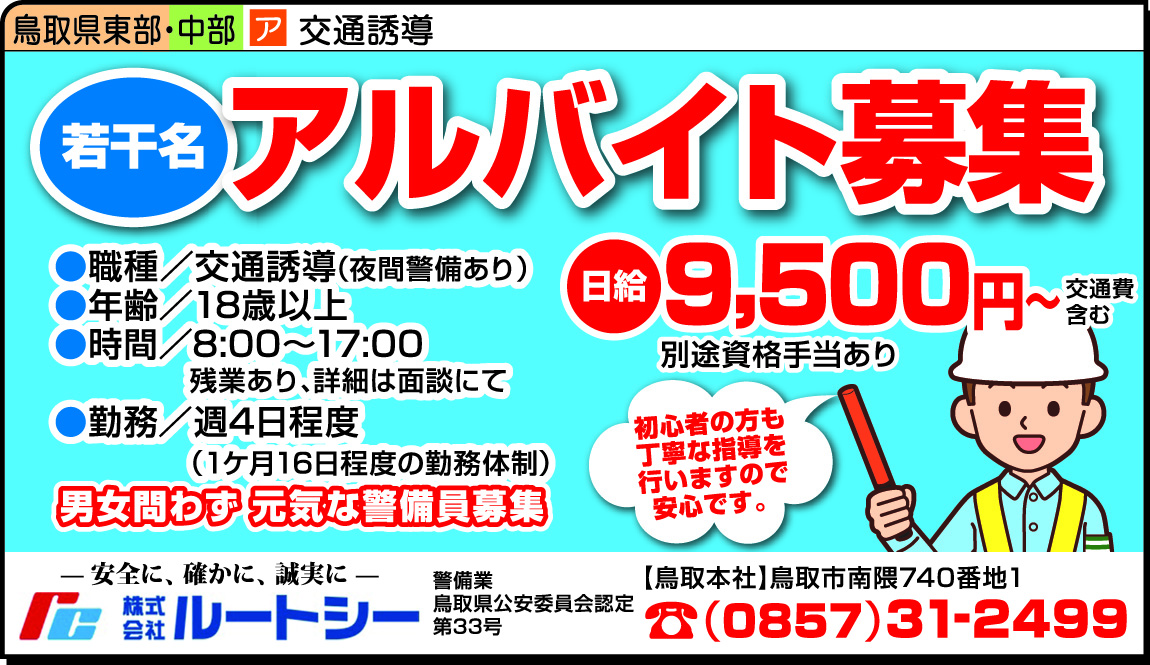 鳥取県東部・中部 ア 交通誘導
若干名 アルバイト募集
●職種／交通誘導(夜間警備あり)
●年齢／18歳以上
●時間／8:00〜17:00
残業あり、詳細は面談にて
●勤務／週4日程度
(1ケ月16日程度の勤務体制)
男女問わず 元気な警備員募集
日給 9,500円〜 交通費
含む
別途資格手当あり
初心者の方も
丁寧な指導を
行いますので
安心です。
― 安全に、確かに、誠実に ―
rc 株式
会社 ルートシー
警備業
鳥取県公安委員会認定
第33号
【鳥取本社】鳥取市南隈740番地1
☎(0857)31-2499